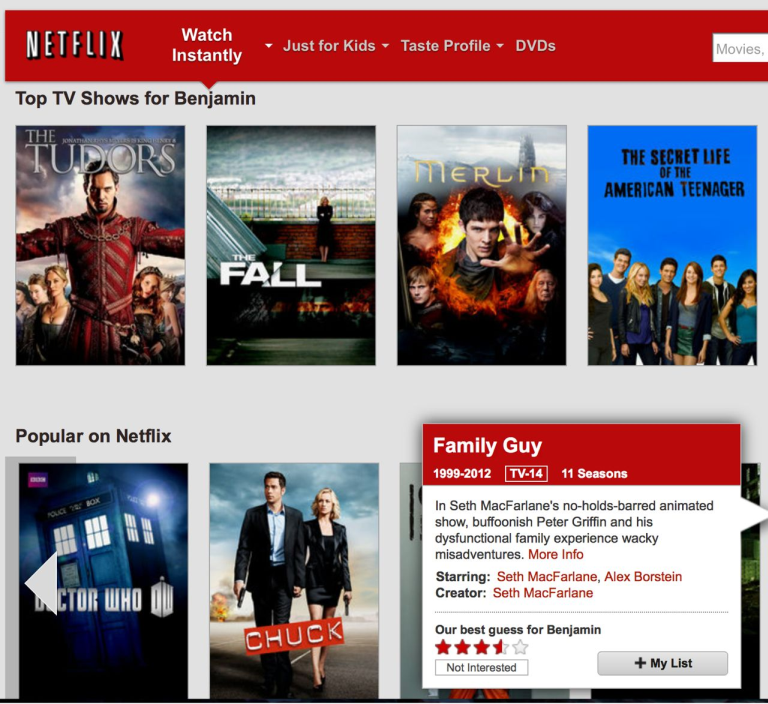 NETFLIX
Watch Instantly
Just for Kids
Taste Profile
DVDs
Movies,
Top TV Shows for Benjamin
THE TUDORS
THE FALL
MERLIN
THE SECRET LIFE
OF THE
AMERICAN TEENAGER
Popular on Netflix
BBC
POLICE BOX
DOCTOR WHO
DW
CHUCK
Family Guy
1999-2012 TV-14 11 Seasons
In Seth MacFarlane's no-holds-barred animated
show, buffoonish Peter Griffin and his
dysfunctional family experience wacky
misadventures. More Info
Starring: Seth MacFarlane, Alex Borstein
Creator: Seth MacFarlane
Our best guess for Benjamin
Not Interested
+ My List